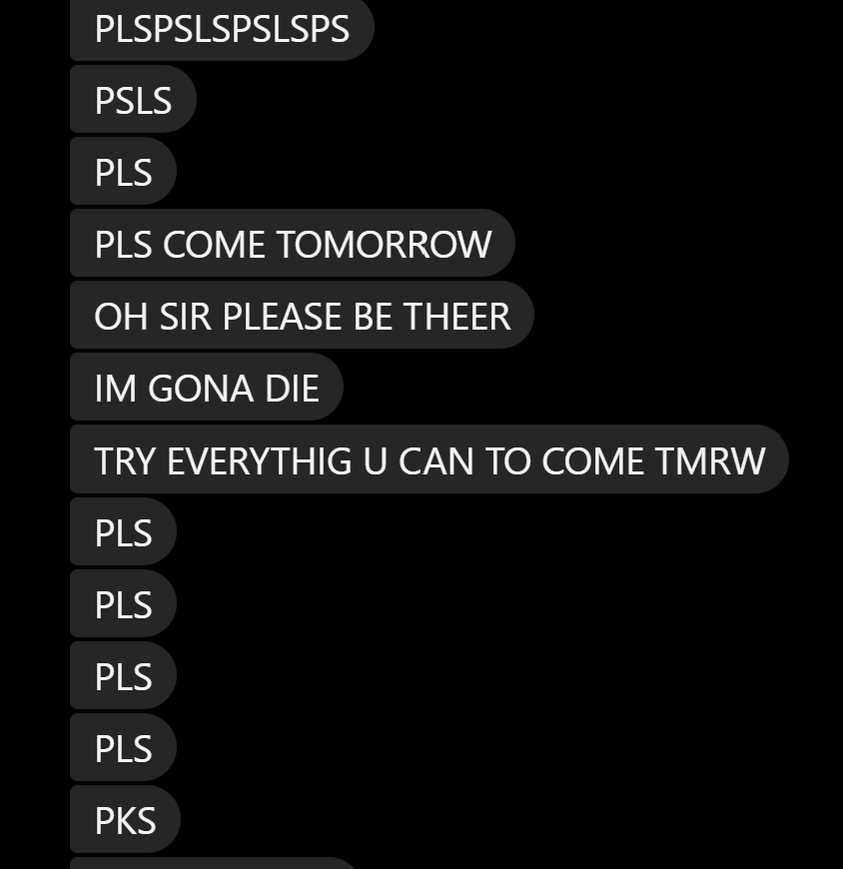 PLSPSLSPSLSPS
PSLS
PLS
PLS COME TOMORROW
OH SIR PLEASE BE THEER
IM GONA DIE
TRY EVERYTHIG U CAN TO COME TMRW
PLS
PLS
PLS
PLS
PKS